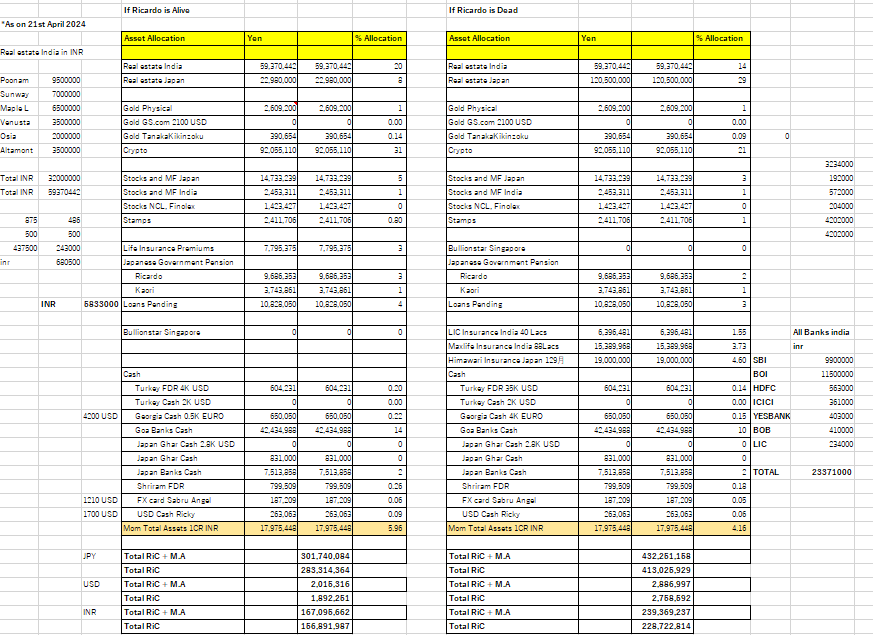 If Ricardo is Alive If Ricardo is Dead
*As on 21st April 2024
Asset Allocation Yen % Allocation Asset Allocation Yen % Allocation
Real estate India in INR
Real estate India 59,370,442 59,370,442 20 Real estate India 59,370,442 59,370,442 14
Poonam 9500000 Real estate Japan 22,980,000 22,980,000 8 Real estate Japan 120,500,000 120,500,000 29
Sunway 7000000
Maple L 6500000 Gold Physical 2,609,200 2,609,200 1 Gold Physical 2,609,200 2,609,200 1
Venusta 3500000 Gold GS.com 2100 USD 0 0 0.00 Gold GS.com 2100 USD 0 0 0.00
Osia 2000000 Gold TanakaKikinzoku 390,654 390,654 0.14 Gold TanakaKikinzoku 390,654 390,654 0.09 0
Altamont 3500000 Crypto 92,055,110 92,055,110 31 Crypto 92,055,110 92,055,110 21
3234000
Total INR 32000000 Stocks and MF Japan 14,733,239 14,733,239 5 Stocks and MF Japan 14,733,239 14,733,239 3 192000
Total INR 59370442 Stocks and MF India 2,453,311 2,453,311 1 Stocks and MF India 2,453,311 2,453,311 1 572000
Stocks NCL, Finolex 1,423,427 1,423,427 0 Stocks NCL, Finolex 1,423,427 1,423,427 0 204000
875 486 Stamps 2,411,706 2,411,706 0.80 Stamps 2,411,706 2,411,706 1 4202000
500 500 4202000
437500 243000 Life Insurance Premiums 7,795,375 7,795,375 3 Bullionstar Singapore 0 0 0
inr 680500 Japanese Government Pension Japanese Government Pension
Ricardo 9,686,353 9,686,353 3 Ricardo 9,686,353 9,686,353 2
Kaori 3,743,861 3,743,861 1 Kaori 3,743,861 3,743,861 1
INR 5833000 Loans Pending 10,828,050 10,828,050 4 Loans Pending 10,828,050 10,828,050 3
Bullionstar Singapore 0 0 0 LIC Insurance India 40 Lacs 6,396,481 6,396,481 1.55 All Banks india
Maxlife Insurance India 88Lacs 15,389,968 15,389,968 3.73 inr
Himawari Insurance Japan 129月 19,000,000 19,000,000 4.60 SBI 9900000
Cash Cash BOI 11500000
Turkey FDR 4K USD 604,231 604,231 0.20 Turkey FDR 35K USD 604,231 604,231 0.14 HDFC 563000
Turkey Cash 2K USD 0 0 0.00 Turkey Cash 2K USD 0 0 0.00 ICICI 361000
4200 USD Georgia Cash 0.5K EURO 650,050 650,050 0.22 Georgia Cash 4K EURO 650,050 650,050 0.15 YESBANK 403000
Goa Banks Cash 42,434,988 42,434,988 14 Goa Banks Cash 42,434,988 42,434,988 10 BOB 410000
Japan Ghar Cash 2.8K USD 0 0 0 Japan Ghar Cash 2.8K USD 0 0 0 LIC 234000
Japan Ghar Cash 831,000 831,000 0 Japan Ghar Cash 831,000 831,000 0
Japan Banks Cash 7,513,858 7,513,858 2 Japan Banks Cash 7,513,858 7,513,858 2 TOTAL 23371000
Shriram FDR 799,509 799,509 0.26 Shriram FDR 799,509 799,509 0.18
1210 USD FX card Sabru Angel 187,209 187,209 0.06 FX card Sabru Angel 187,209 187,209 0.05
1700 USD USD Cash Ricky 263,063 263,063 0.09 USD Cash Ricky 263,063 263,063 0.06
Mom Total Assets 1CR INR 17,975,448 17,975,448 5.96 Mom Total Assets 1CR INR 17,975,448 17,975,448 4.16
JPY Total RiC + M.A 301,740,084 Total RiC + M.A 432,251,158
Total RiC 283,314,364 Total RiC 413,025,929
USD Total RiC + M.A 2,015,316 Total RiC + M.A 2,886,997
Total RiC 1,892,251 Total RiC 2,758,592
INR Total RiC + M.A 167,095,662 Total RiC + M.A 239,369,237
Total RiC 156,891,987 Total RiC 228,722,814